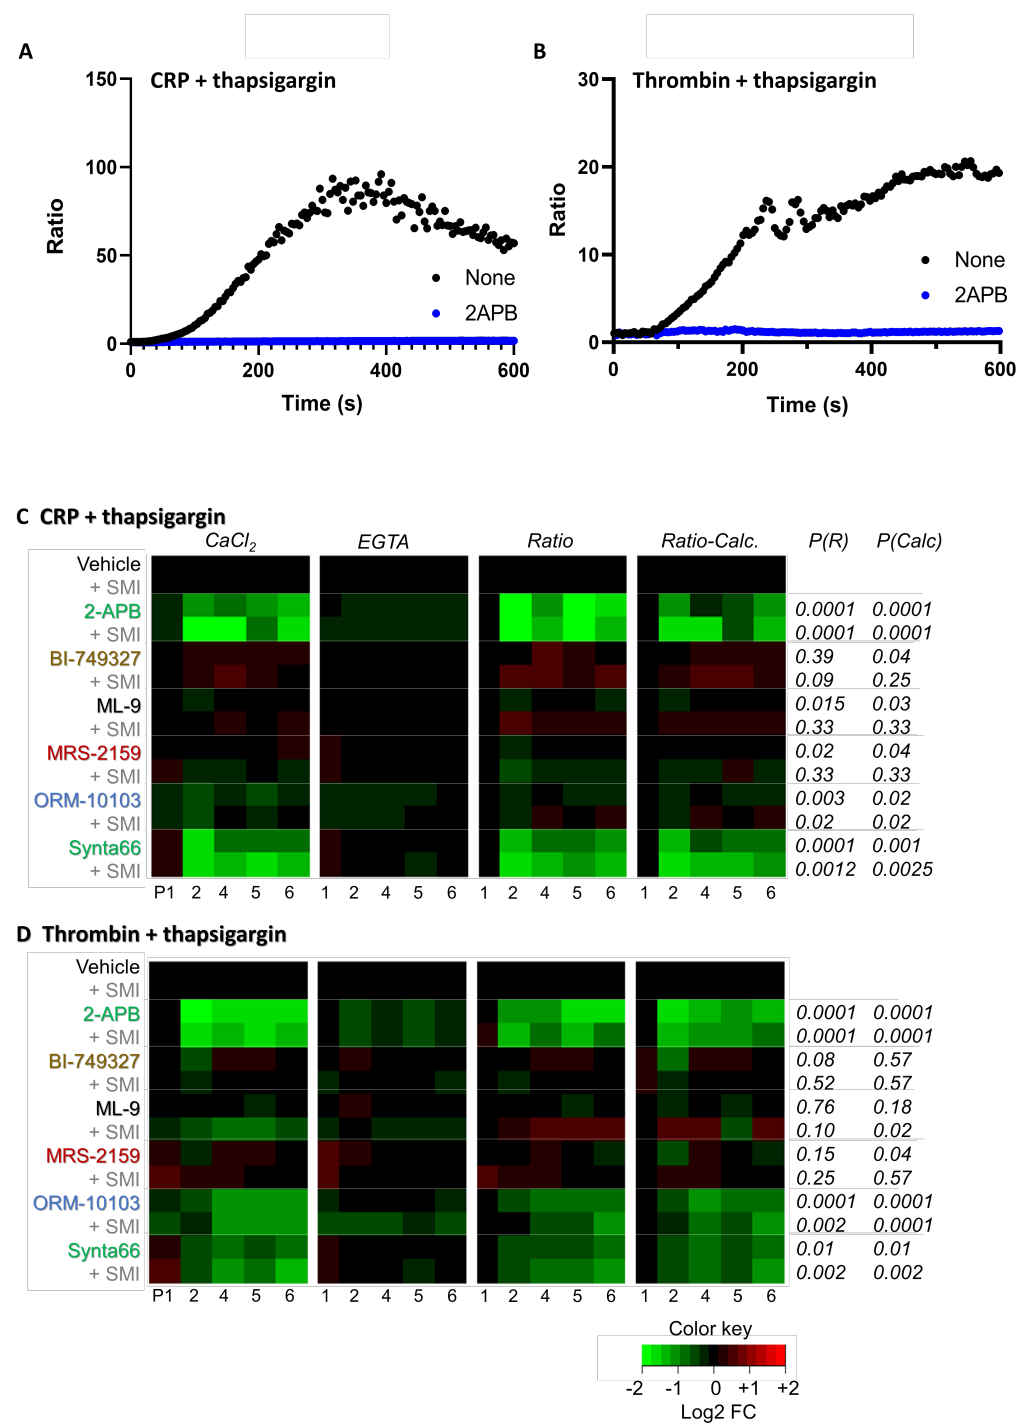 A
B
CRP + thapsigargin
Thrombin + thapsigargin
150
100
50
0
Ratio
None
2APB
0 200 400 600
Time (s)
30
20
10
0
Ratio
None
2APB
0 200 400 600
Time (s)
C CRP + thapsigargin
CaCl2 EGTA Ratio Ratio-Calc. P(R) P(Calc)
Vehicle
+ SMI
2-APB 0.0001 0.0001
+ SMI 0.0001 0.0001
BI-749327 0.39 0.04
+ SMI 0.09 0.25
ML-9 0.015 0.03
+ SMI 0.33 0.33
MRS-2159 0.02 0.04
+ SMI 0.33 0.33
ORM-10103 0.003 0.02
+ SMI 0.02 0.02
Synta66 0.0001 0.001
+ SMI 0.0012 0.0025
P1 2 4 5 6 1 2 4 5 6 1 2 4 5 6 1 2 4 5 6
D Thrombin + thapsigargin
Vehicle
+ SMI
2-APB 0.0001 0.0001
+ SMI 0.0001 0.0001
BI-749327 0.08 0.57
+ SMI 0.52 0.57
ML-9 0.76 0.18
+ SMI 0.10 0.02
MRS-2159 0.15 0.04
+ SMI 0.25 0.57
ORM-10103 0.0001 0.0001
+ SMI 0.002 0.0001
Synta66 0.01 0.01
+ SMI 0.002 0.002
P1 2 4 5 6 1 2 4 5 6 1 2 4 5 6 1 2 4 5 6
Color key
-2 -1 0 +1 +2
Log2 FC